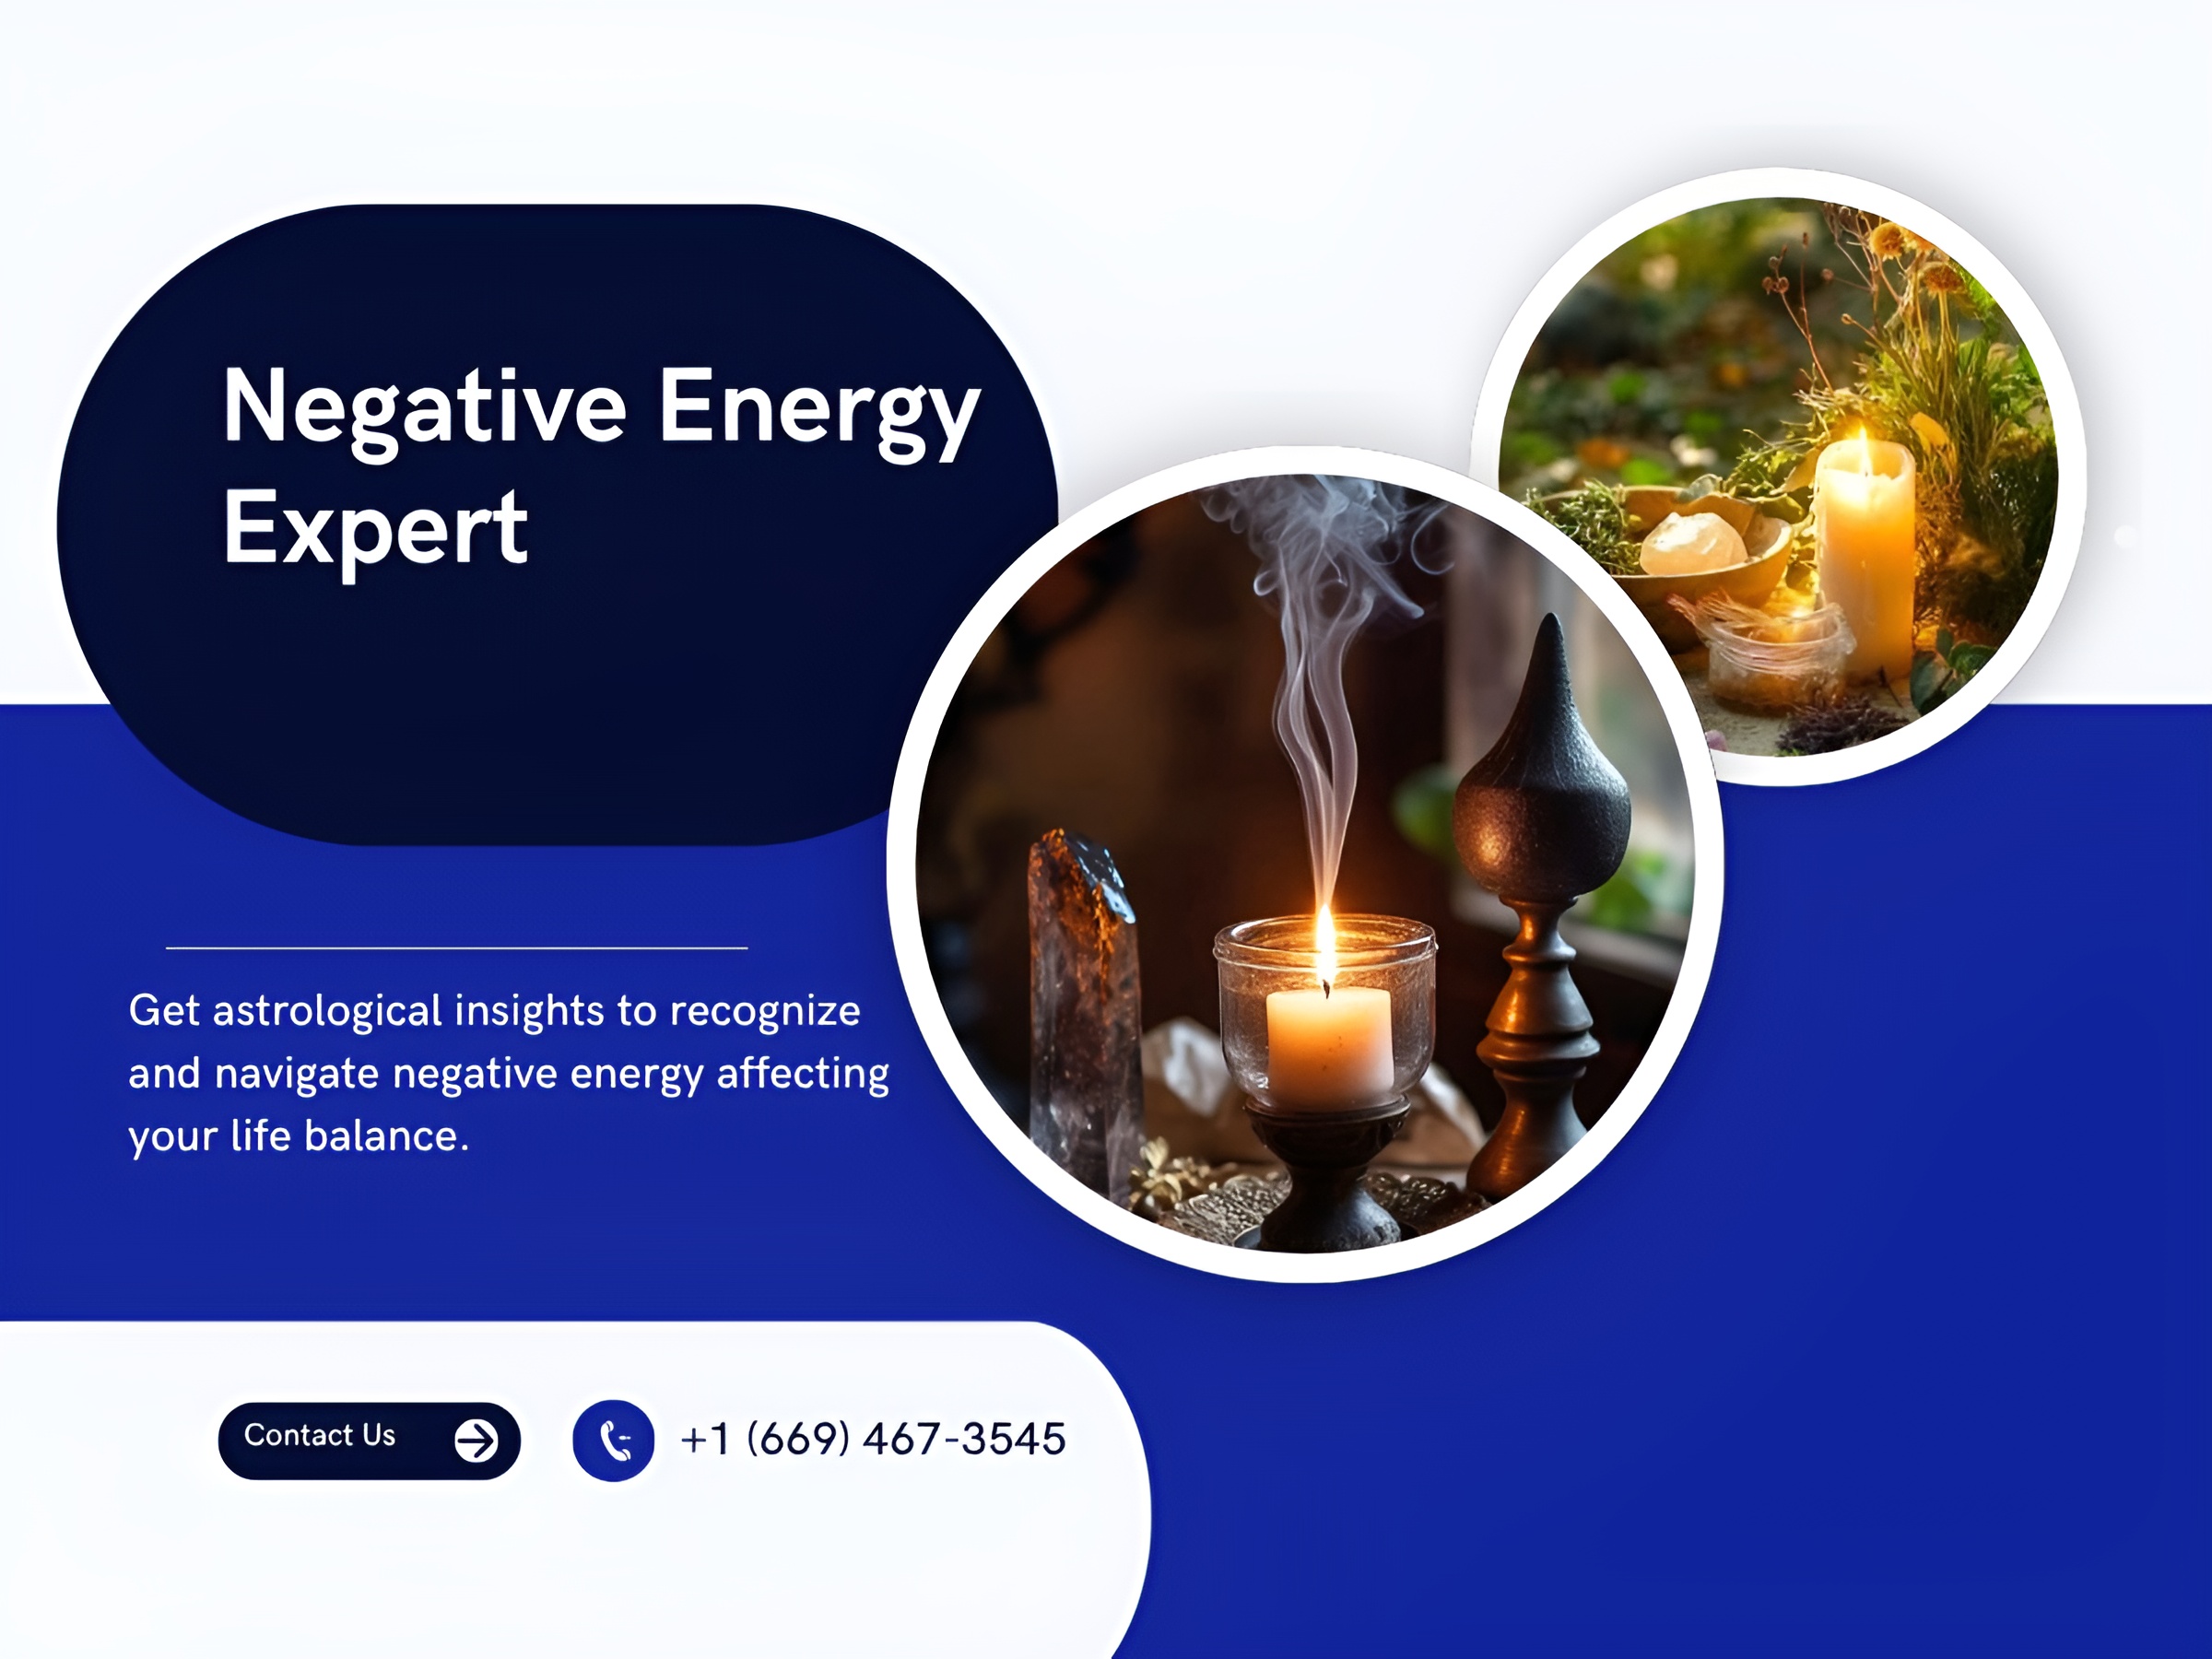 Negative Energy
Expert
Get astrological insights to recognize
and navigate negative energy affecting
your life balance.
Contact Us
+1 (669) 467-3545